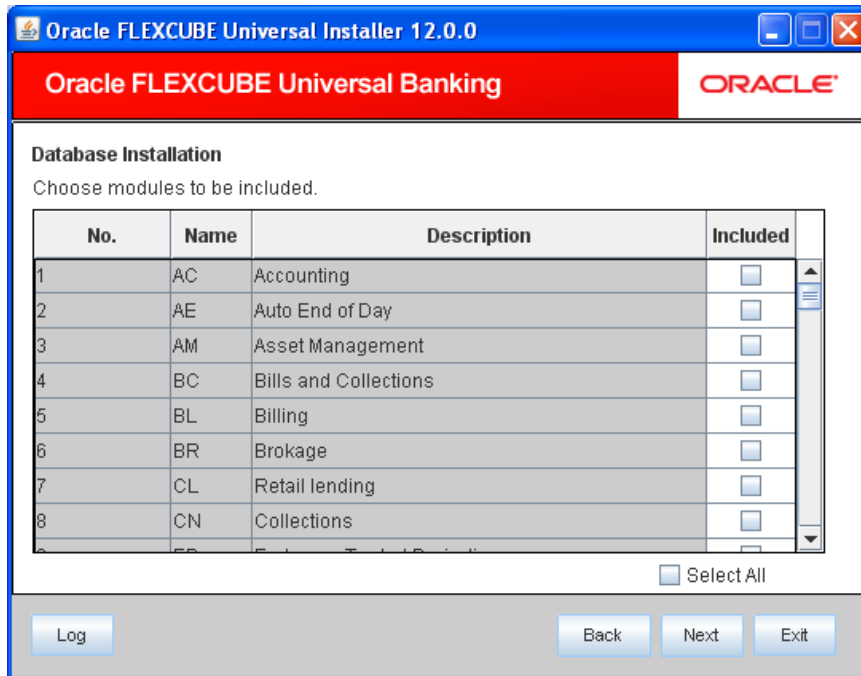 Oracle FLEXCUBE Universal Installer 12.0.0
Oracle FLEXCUBE Universal Banking
ORACLE
Database Installation
Choose modules to be included.
No. Name Description Included
1 AC Accounting
2 AE Auto End of Day
3 AM Asset Management
4 BC Bills and Collections
5 BL Billing
6 BR Brokage
7 CL Retail lending
8 CN Collections
Select All
Log Back Next Exit